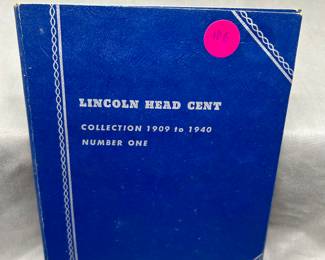 LINCOLN HEAD CENT
COLLECTION 1909 to 1940
NUMBER ONE